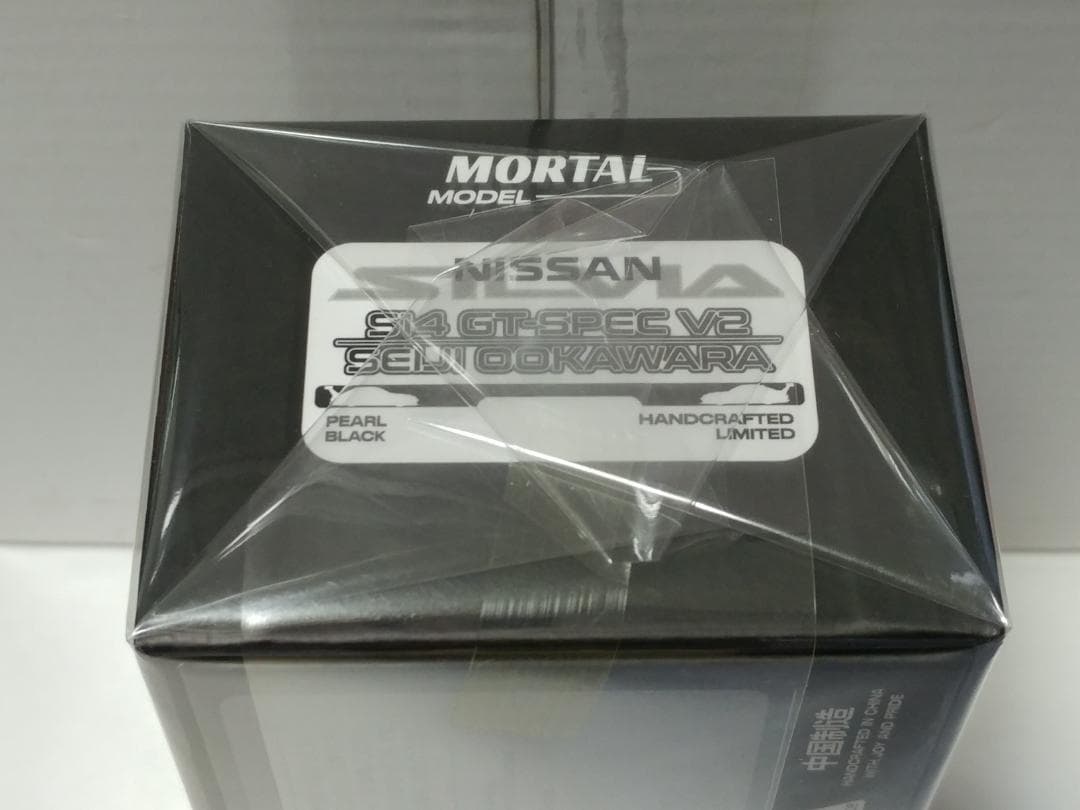 MORTAL
MODEL
NISSAN
SILVIA
S14 GT-SPEC V2
SEIJI OOKAWARA
PEARL
BLACK
HANDCRAFTED
LIMITED
中国制造
HANDCRAFTED IN CHINA
WITH JOY AND PRIDE